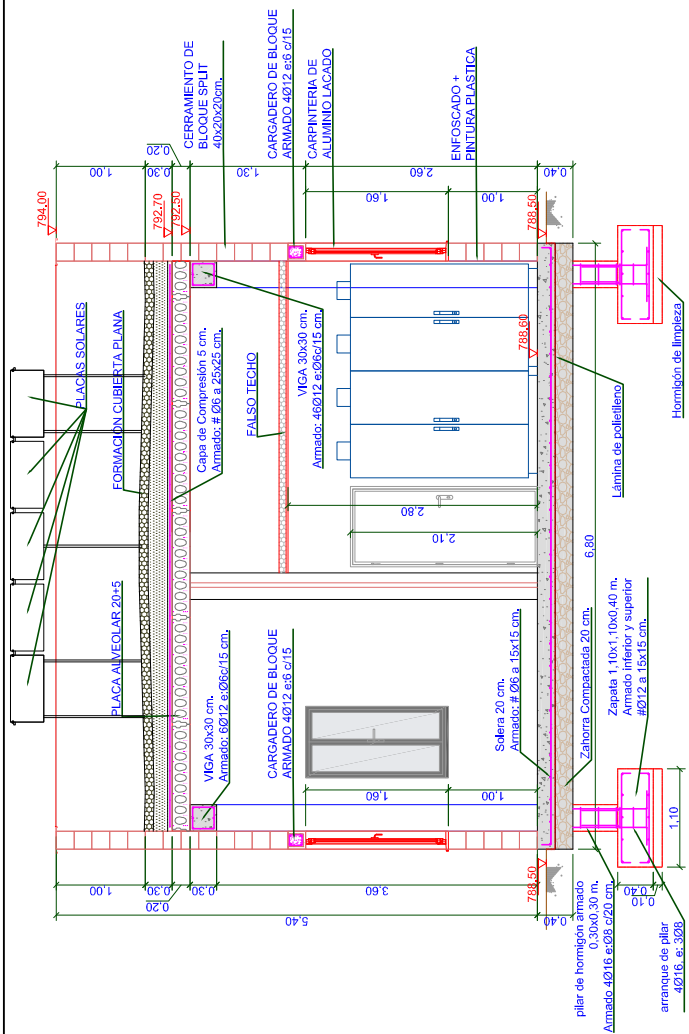 PLACAS SOLARES
FORMACIÓN CUBIERTA PLANA
PLACA ALVEOLAR 20+5
Capa de Compresión 5 cm.
Armado: # Ø6 a 25x25 cm.
FALSO TECHO
VIGA 30x30 cm.
Armado: 6Ø12 e:Ø6c/15 cm.
VIGA 30x30 cm.
Armado: 46Ø12 e:Ø6c/15 cm.
CARGADERO DE BLOQUE
ARMADO 4Ø12 e:6 c/15
CERRAMIENTO DE
BLOQUE SPLIT
40x20x20cm.
CARGADERO DE BLOQUE
ARMADO 4Ø12 e:6 c/15
CARPINTERIA DE
ALUMINIO LACADO
ENFOSCADO +
PINTURA PLASTICA
794.00
792.70
792.50
788.50
788.60
788.50
1,00
0,30
0,20
1,30
2,60
1,60
1,00
0,40
1,00
0,30
0,20
0,30
3,60
5,40
0,40
1,60
1,00
2,80
2,10
6,80
Solera 20 cm.
Armado: # Ø6 a 15x15 cm.
Zahorra Compactada 20 cm.
Lámina de polietileno
Hormigón de limpieza
Zapata 1,10x1,10x0,40 m.
Armado inferior y superior
#Ø12 a 15x15 cm.
pilar de hormigón armado
0,30x0,30 m.
Armado 4Ø16 e:Ø8 c/20 cm.
arranque de pilar
4Ø16, e: 3Ø8
0,40
0,10
1,10